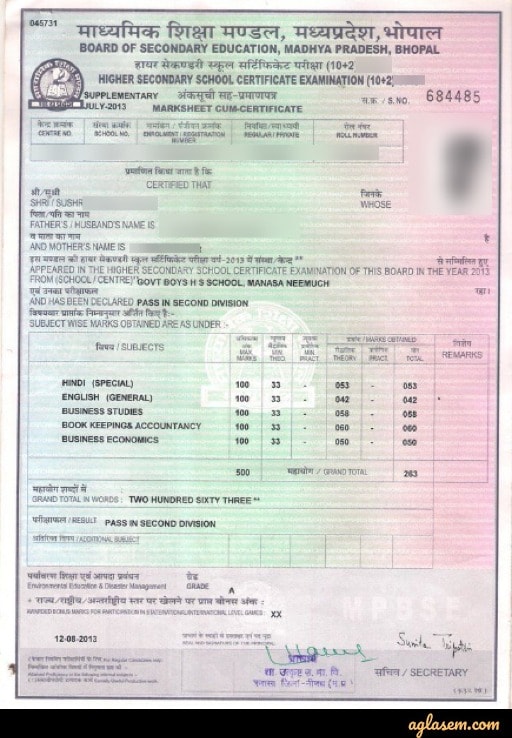 045731
माध्यमिक शिक्षा मण्डल, मध्यप्रदेश, भोपाल
BOARD OF SECONDARY EDUCATION, MADHYA PRADESH, BHOPAL
हायर सेकण्डरी स्कूल सर्टिफिकेट परीक्षा (10+2
HIGHER SECONDARY SCHOOL CERTIFICATE EXAMINATION (10+2
SUPPLEMENTARY अंकसूची सह-प्रमाणपत्र
JULY-2013 MARKSHEET CUM-CERTIFICATE स.क्र. / S.NO. 684485
केन्द्र क्रमांक संस्था क्रमांक नामांकन / पंजीयन क्रमांक नियमित/स्वाध्यायी रोल नंबर
CENTRE NO. SCHOOL NO. ENROLMENT / REGISTRATION NUMBER REGULAR / PRIVATE ROLL NUMBER
प्रमाणित किया जाता है कि
CERTIFIED THAT
श्री/सुश्री जिनके
SHRI / SUSHR WHOSE
पिता/पति का नाम
FATHER'S / HUSBAND'S NAME IS
व माता का नाम है
AND MOTHER'S NAME IS
इस मण्डल की हायर सेकण्डरी स्कूल सर्टिफिकेट परीक्षा वर्ष-2013 में संस्था/केन्द्र ** से सम्मिलित हुए
APPEARED IN THE HIGHER SECONDARY SCHOOL CERTIFICATE EXAMINATION OF THIS BOARD IN THE YEAR 2013
FROM (SCHOOL / CENTRE)**GOVT BOYS H S SCHOOL, MANASA NEEMUCH
एवं उनका परीक्षाफल रहा।
AND HAS BEEN DECLARED PASS IN SECOND DIVISION
विषयवार प्राप्तांक निम्नानुसार अर्जित किए है:-
SUBJECT WISE MARKS OBTAINED ARE AS UNDER :-
विषय / SUBJECTS MAX. MARKS MIN. THEO. MIN. PRACT. प्राप्तांक / MARKS OBTAINED विशेष
THEORY PRACT. TOTAL REMARKS
HINDI (SPECIAL) 100 33 - 053 - 053
ENGLISH (GENERAL) 100 33 - 042 - 042 *
BUSINESS STUDIES 100 33 - 058 - 058
BOOK KEEPING& ACCOUNTANCY 100 33 - 060 - 060
BUSINESS ECONOMICS 100 33 - 050 - 050
500 महायोग / GRAND TOTAL 263
महायोग शब्दों में
GRAND TOTAL IN WORDS : TWO HUNDRED SIXTY THREE **
परीक्षाफल / RESULT PASS IN SECOND DIVISION
अतिरिक्त विषय / ADDITIONAL SUBJECT
पर्यावरण शिक्षा एवं आपदा प्रबंधन ग्रेड
Environmental Education & Disaster Management GRADE A
* राज्य/राष्ट्रीय/अन्तर्राष्ट्रीय स्तर पर खेलने पर प्राप्त बोनस अंक :
AWARDED BONUS MARKS FOR PARTICIPATION IN STATE/NATIONAL/INTERNATIONAL LEVEL GAMES : XX
MPBSE
12-08-2013
SEAL AND SIGNATURE OF THE PRINCIPAL
सचिव / SECRETARY
aglasem.com